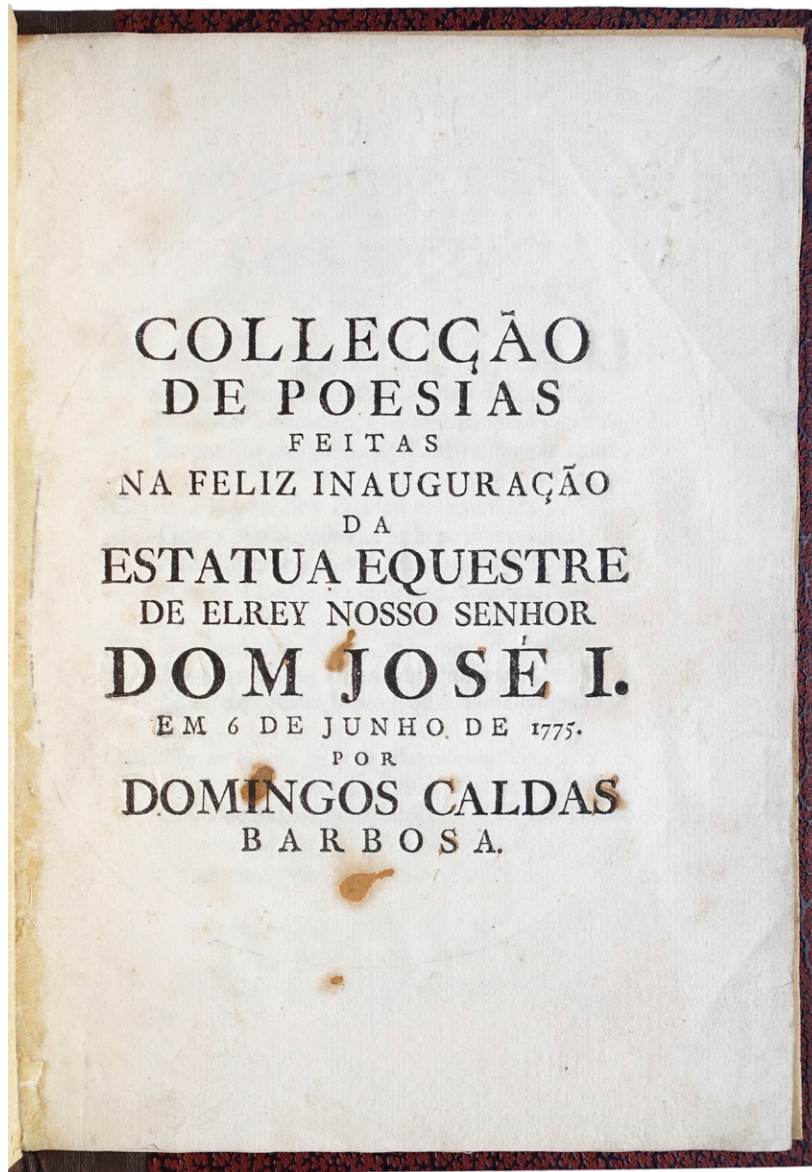 COLLECÇÃO
DE POESIAS
FEITAS
NA FELIZ INAUGURAÇÃO
DA
ESTATUA EQUESTRE
DE ELREY NOSSO SENHOR
DOM JOSÉ I.
EM 6 DE JUNHO DE 1775.
POR
DOMINGOS CALDAS
BARBOSA.